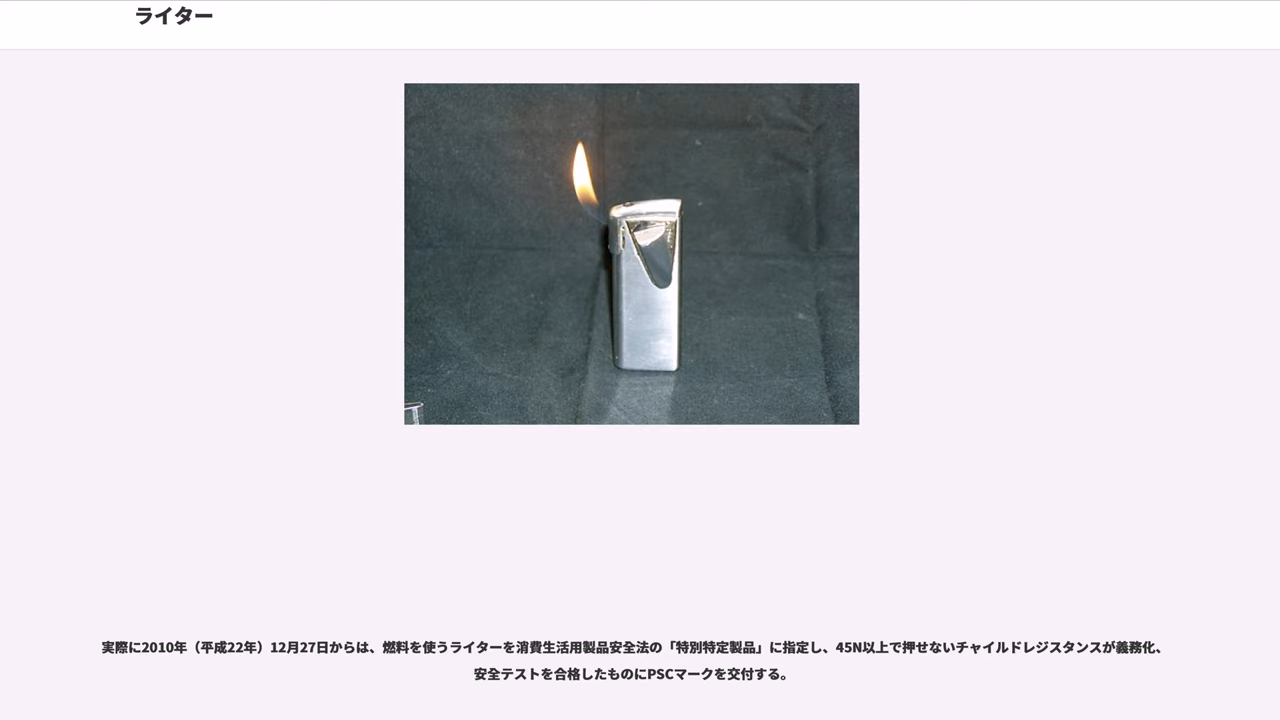 ライター
実際に2010年（平成22年）12月27日からは、燃料を使うライターを消費生活用製品安全法の「特別特定製品」に指定し、45N以上で押せないチャイルドレジスタンスが義務化、
安全テストを合格したものにPSCマークを交付する。